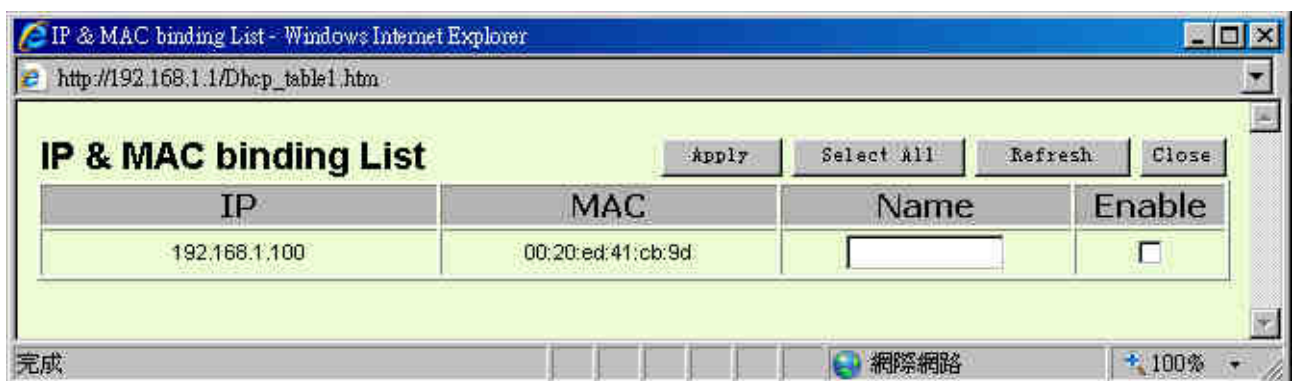 IP & MAC binding List - Windows Internet Explorer
http://192.168.1.1/Dhcp_table1.htm
IP & MAC binding List
Apply Select All Refresh Close
IP MAC Name Enable
192.168.1.100 00:20:ed:41:cb:9d
完成 網際網路 100%